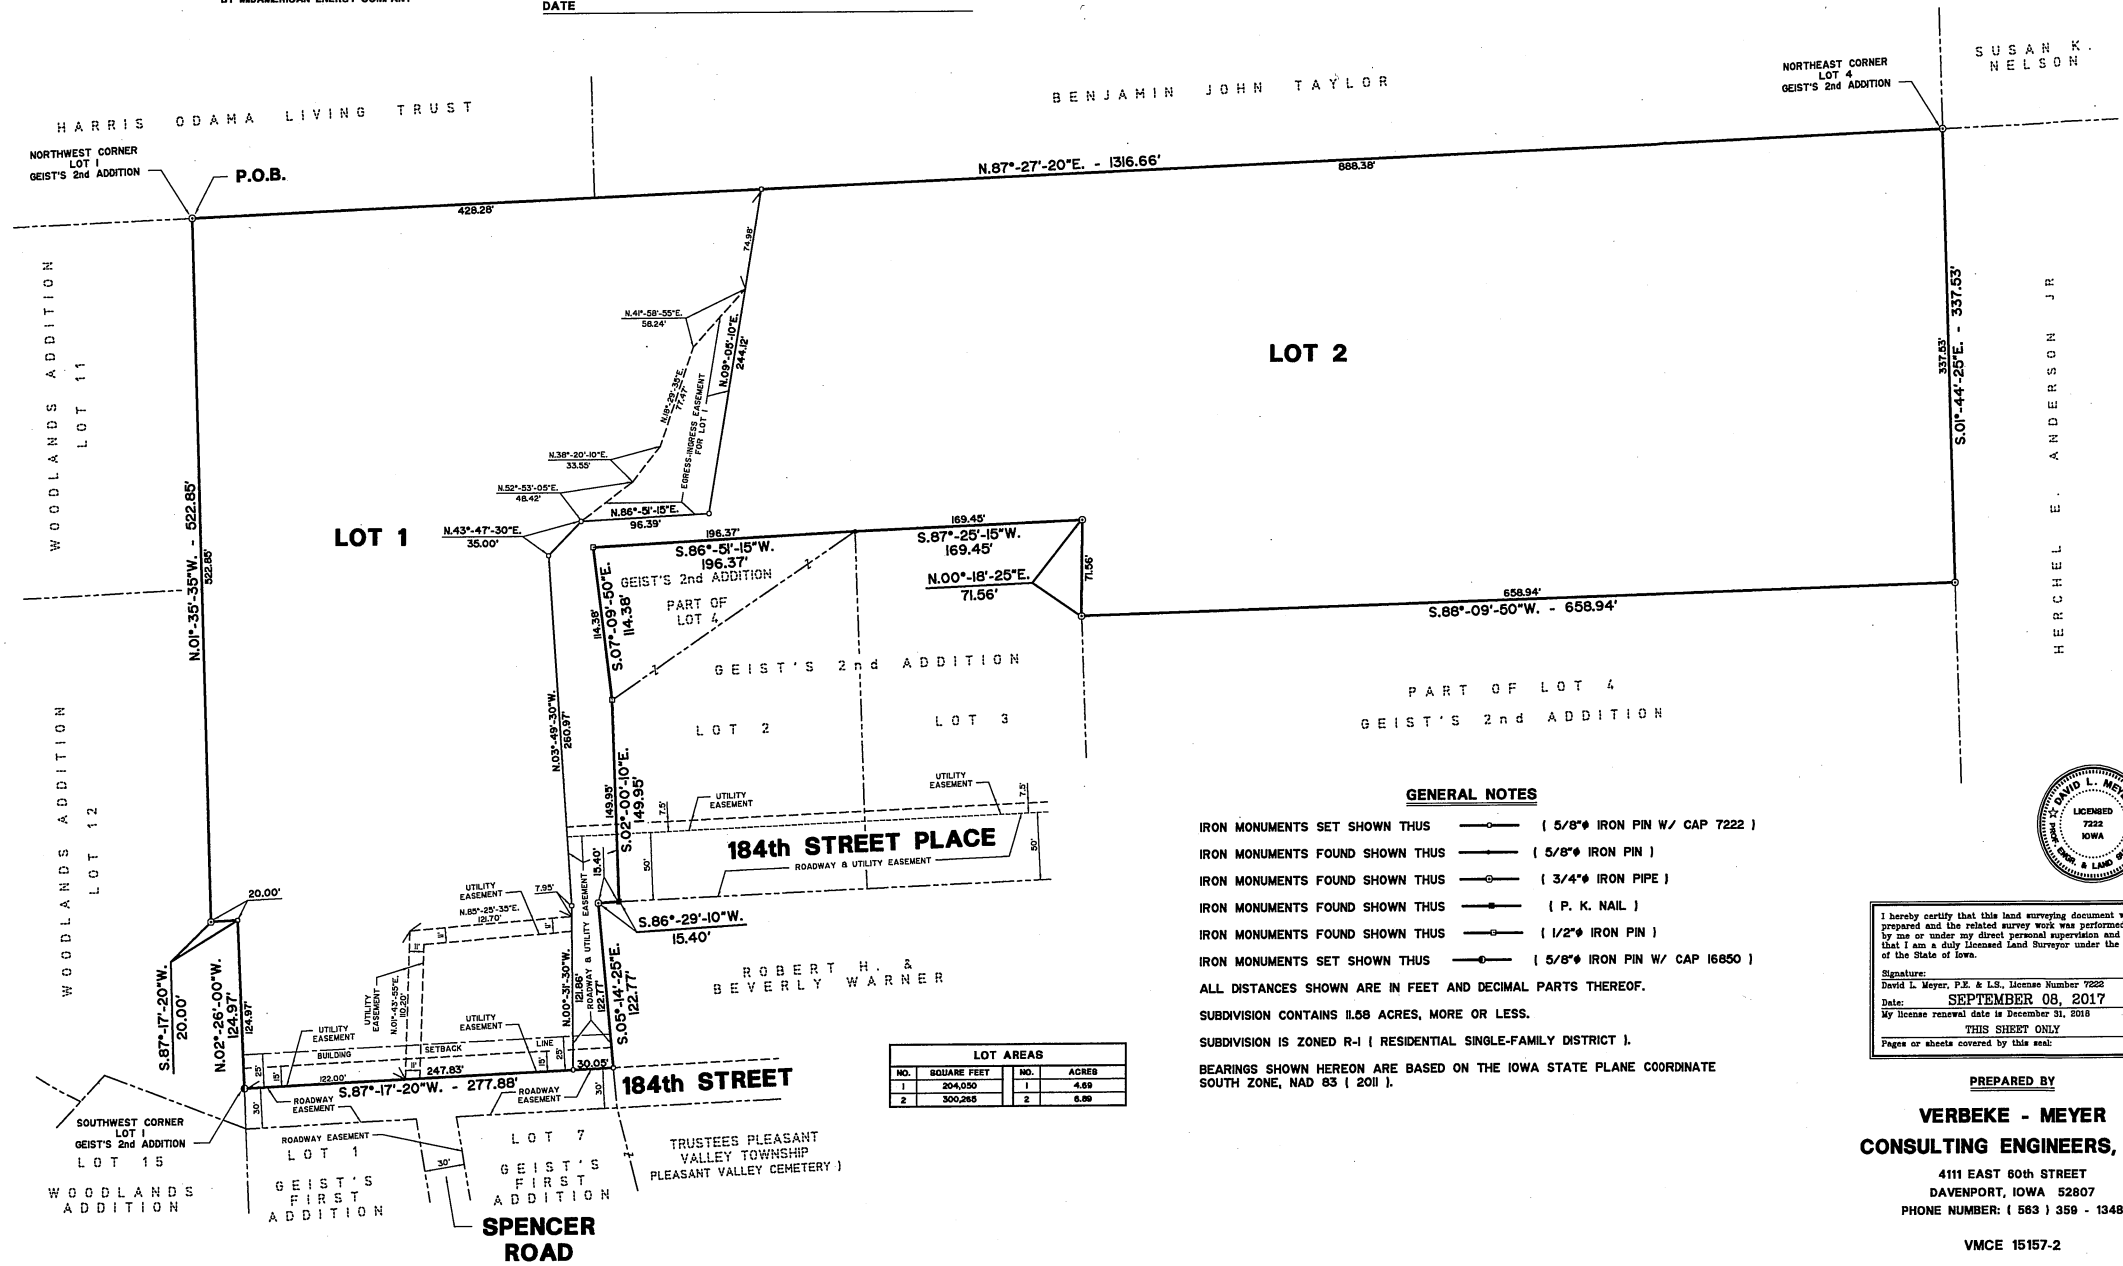 DATE
SUSAN K.
NELSON
NORTHEAST CORNER
LOT 4
GEIST'S 2nd ADDITION
BENJAMIN JOHN TAYLOR
HARRIS ODAMA LIVING TRUST
NORTHWEST CORNER
LOT 1
GEIST'S 2nd ADDITION
P.O.B.
N.87°-27'-20"E. - 1316.66'
888.38'
428.28'
74.98'
WOODLANDS ADDITION
LOT 11
N.41°-58'-55"E.
58.24'
N.09°-05'-10"E.
244.12'
N.18°-29'-35"E.
77.47'
EGRESS-INGRESS EASEMENT
FOR LOT 1
LOT 2
337.53'
S.01°-44'-25"E. - 337.53'
HERCHEL E. ANDERSON JR
N.38°-20'-10"E.
33.55'
N.52°-53'-05"E.
48.42'
N.86°-51'-15"E.
96.39'
LOT 1
N.43°-47'-30"E.
35.00'
N.01°-35'-35"W. - 522.85'
522.85'
196.37'
S.86°-51'-15"W.
196.37'
169.45'
S.87°-25'-15"W.
169.45'
GEIST'S 2nd ADDITION
PART OF
LOT 4
N.00°-18'-25"E.
71.56'
71.56'
114.38'
S.07°-09'-50"E.
114.38'
658.94'
S.88°-09'-50"W. - 658.94'
GEIST'S 2nd ADDITION
LOT 2
LOT 3
PART OF LOT 4
GEIST'S 2nd ADDITION
N.03°-49'-30"W.
260.97'
149.95'
S.02°-00'-10"E.
149.95'
WOODLANDS ADDITION
LOT 12
UTILITY
EASEMENT
UTILITY
EASEMENT
7.5'
7.5'
184th STREET PLACE
ROADWAY & UTILITY EASEMENT
50'
50'
15.40'
S.86°-29'-10"W.
15.40'
20.00'
UTILITY
EASEMENT
7.95'
N.85°-25'-35"E.
121.70'
11'
11'
11'
UTILITY
EASEMENT
N.01°-43'-55"E.
110.20'
N.00°-31'-30"W.
121.86'
ROADWAY & UTILITY EASEMENT
122.77'
S.05°-14'-25"E.
122.77'
ROBERT H. &
BEVERLY WARNER
S.87°-17'-20"W.
20.00'
N.02°-26'-00"W.
124.97'
124.97'
UTILITY
EASEMENT
UTILITY
EASEMENT
BUILDING SETBACK LINE
25'
15'
15'
25'
11'
122.00'
247.83'
30.05'
S.87°-17'-20"W. - 277.88'
184th STREET
ROADWAY
EASEMENT
ROADWAY
EASEMENT
30'
30'
SOUTHWEST CORNER
LOT 1
GEIST'S 2nd ADDITION
LOT 15
WOODLANDS
ADDITION
ROADWAY EASEMENT
LOT 1
GEIST'S
FIRST
ADDITION
30'
LOT 7
GEIST'S
FIRST
ADDITION
TRUSTEES PLEASANT
VALLEY TOWNSHIP
PLEASANT VALLEY CEMETERY )
SPENCER
ROAD
LOT AREAS
NO. SQUARE FEET NO. ACRES
1 204,050 1 4.69
2 300,265 2 6.89
GENERAL NOTES
IRON MONUMENTS SET SHOWN THUS ( 5/8"ϕ IRON PIN W/ CAP 7222 )
IRON MONUMENTS FOUND SHOWN THUS ( 5/8"ϕ IRON PIN )
IRON MONUMENTS FOUND SHOWN THUS ( 3/4"ϕ IRON PIPE )
IRON MONUMENTS FOUND SHOWN THUS ( P. K. NAIL )
IRON MONUMENTS FOUND SHOWN THUS ( 1/2"ϕ IRON PIN )
IRON MONUMENTS SET SHOWN THUS ( 5/8"ϕ IRON PIN W/ CAP 16850 )
ALL DISTANCES SHOWN ARE IN FEET AND DECIMAL PARTS THEREOF.
SUBDIVISION CONTAINS 11.58 ACRES, MORE OR LESS.
SUBDIVISION IS ZONED R-1 ( RESIDENTIAL SINGLE-FAMILY DISTRICT ).
BEARINGS SHOWN HEREON ARE BASED ON THE IOWA STATE PLANE COORDINATE
SOUTH ZONE, NAD 83 ( 2011 ).
DAVID L.
LICENSED
7222
IOWA
I hereby certify that this land surveying document
prepared and the related survey work was performed
by me or under my direct personal supervision and
that I am a duly Licensed Land Surveyor under the
of the State of Iowa.
Signature:
David L. Meyer, P.E. & L.S., License Number 7222
Date: SEPTEMBER 08, 2017
My license renewal date is December 31, 2018
THIS SHEET ONLY
Pages or sheets covered by this seal:
PREPARED BY
VERBEKE - MEYER
CONSULTING ENGINEERS,
4111 EAST 60th STREET
DAVENPORT, IOWA 52807
PHONE NUMBER: ( 563 ) 359 - 1348
VMCE 15157-2